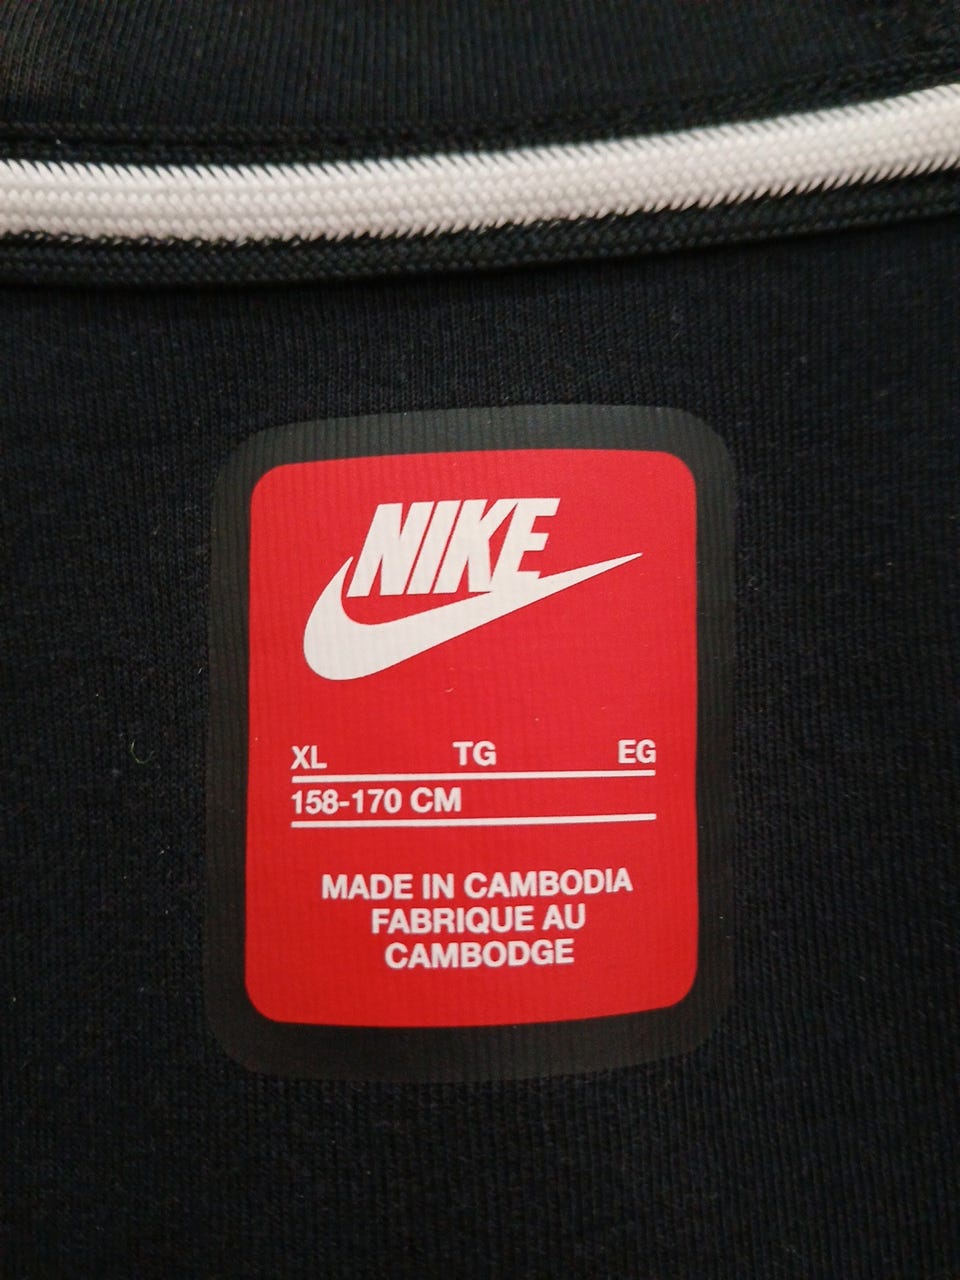 NIKE
XL TG EG
158-170 CM
MADE IN CAMBODIA
FABRIQUE AU
CAMBODGE